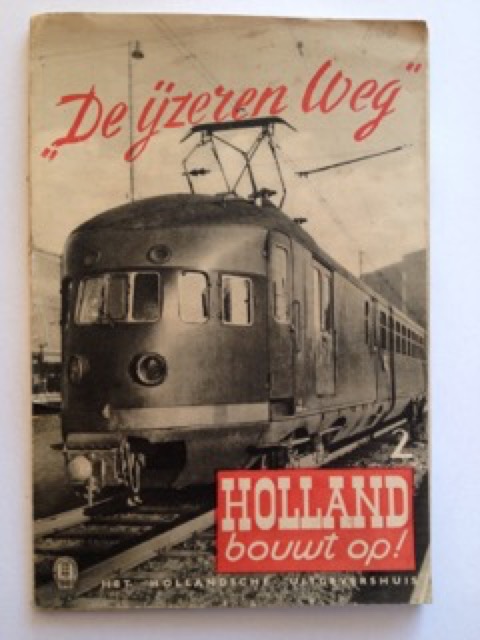 "De ijzeren Weg"
2
HOLLAND
bouwt op!
HET HOLLANDSCHE UITGEVERSHUIS